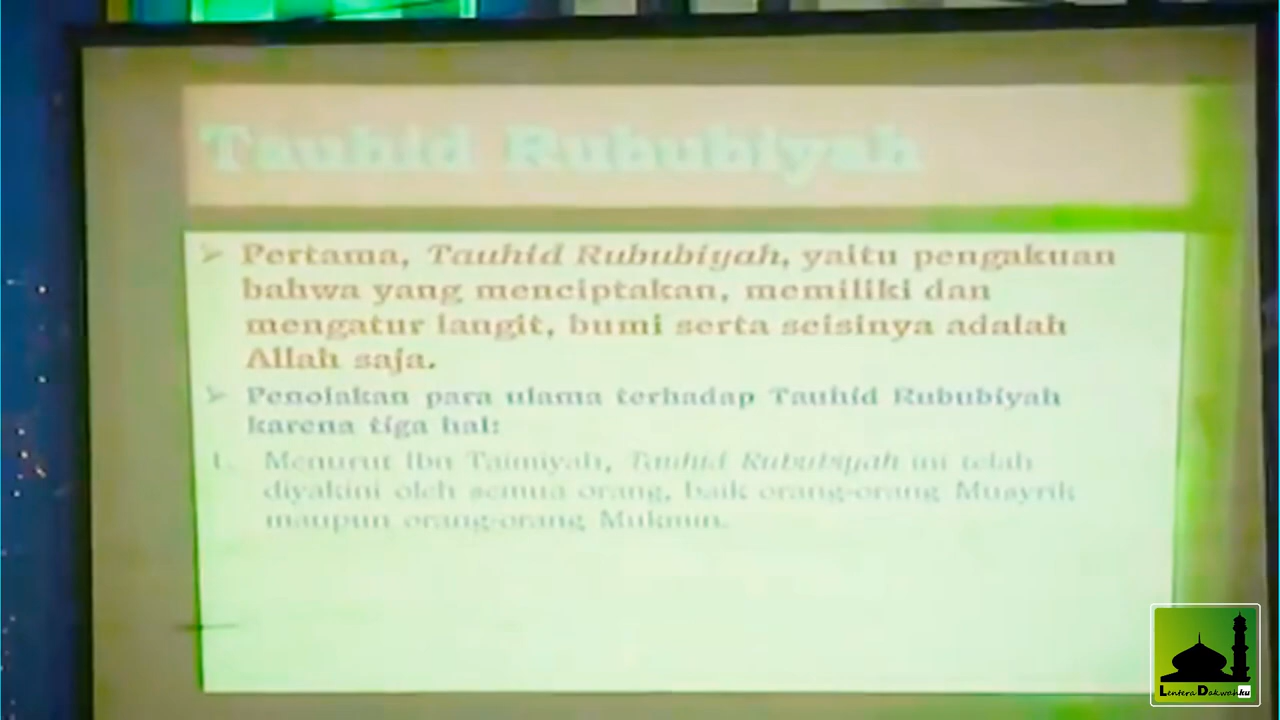 Tauhid Rububiyah
➢ Pertama, Tauhid Rububiyah, yaitu pengakuan
bahwa yang menciptakan, memiliki dan
mengatur langit, bumi serta seisinya adalah
Allah saja.
➢ Penolakan para ulama terhadap Tauhid Rububiyah
karena tiga hal:
1. Menurut Ibn Taimiyah, Tauhid Rububiyah ini telah
diyakini oleh semua orang, baik orang-orang Musyrik
maupun orang-orang Mukmin.
Lentera Dakwahku